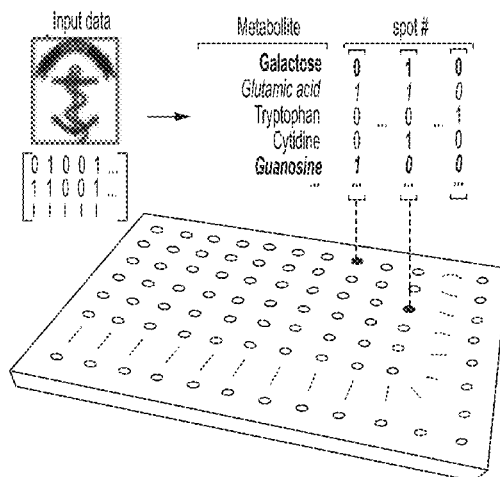 Input data
Metabolite spot #
Galactose 0 1 0
Glutamic acid 1 1 0
Tryptophan 0 ... 0 ... 1
Cytidine 0 1 0
Guanosine 1 0 0
... ... ... ...
0 1 0 0 1 ...
1 1 0 0 1 ...